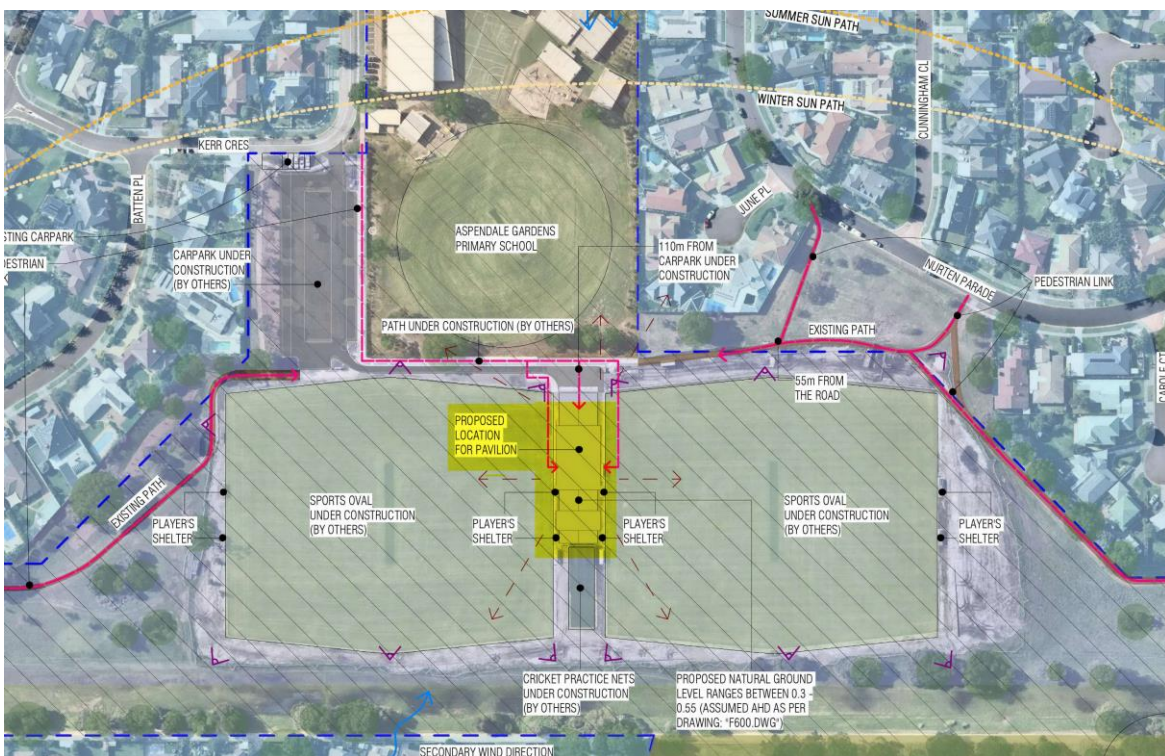 SUMMER SUN PATH
WINTER SUN PATH
CUNNINGHAM CL
KERR CRES
BATTEN PL
STING CARPARK
DESTRIAN
CARPARK UNDER
CONSTRUCTION
(BY OTHERS)
ASPENDALE GARDENS
PRIMARY SCHOOL
JUNE PL
110m FROM
CARPARK UNDER
CONSTRUCTION
NURTEN PARADE
PEDESTRIAN LINK
PATH UNDER CONSTRUCTION (BY OTHERS)
EXISTING PATH
55m FROM
THE ROAD
CAROLE CT
PROPOSED
LOCATION
FOR PAVILION
EXISTING PATH
PLAYER'S
SHELTER
SPORTS OVAL
UNDER CONSTRUCTION
(BY OTHERS)
PLAYER'S
SHELTER
PLAYER'S
SHELTER
SPORTS OVAL
UNDER CONSTRUCTION
(BY OTHERS)
PLAYER'S
SHELTER
CRICKET PRACTICE NETS
UNDER CONSTRUCTION
(BY OTHERS)
PROPOSED NATURAL GROUND
LEVEL RANGES BETWEEN 0.3 -
0.55 (ASSUMED AHD AS PER
DRAWING: "F600.DWG")
SECONDARY WIND DIRECTION